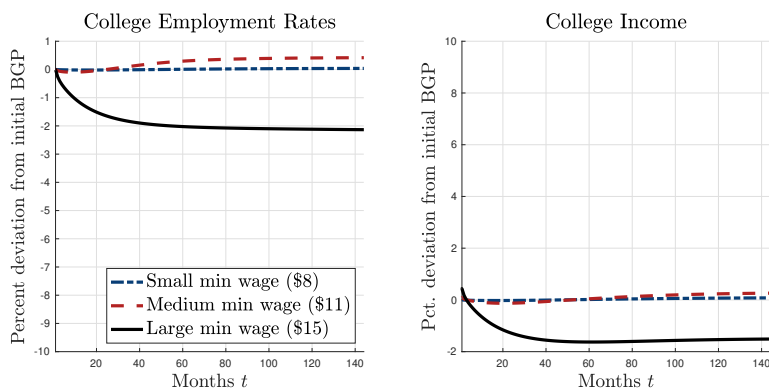 College Employment Rates
Percent deviation from initial BGP
1
0
-1
-2
-3
-4
-5
-6
-7
-8
-9
-10
Small min wage ($8)
Medium min wage ($11)
Large min wage ($15)
20 40 60 80 100 120 140
Months t
College Income
Pct. deviation from initial BGP
10
8
6
4
2
0
-2
20 40 60 80 100 120 140
Months t